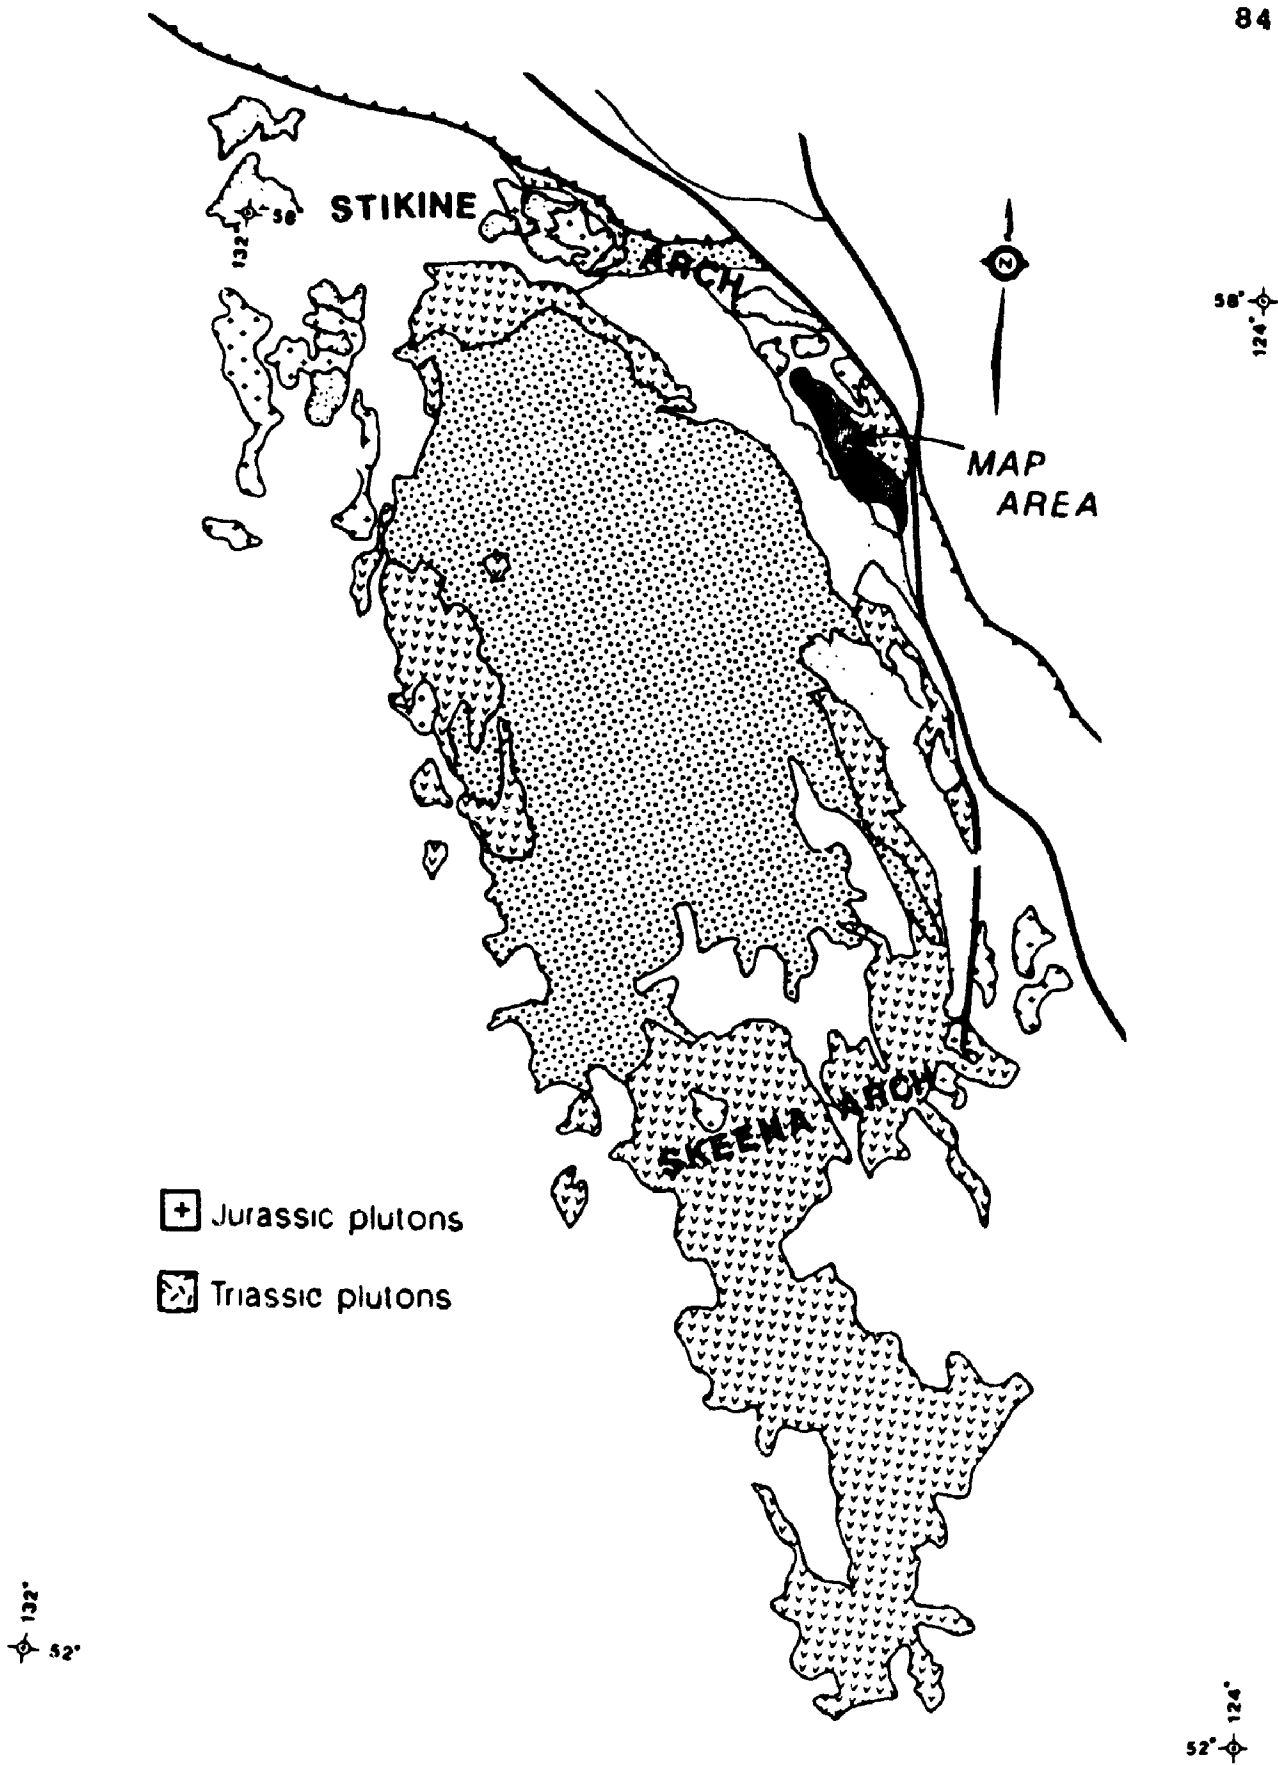 84
STIKINE
58
132°
ARCH
N
58°
124°
MAP
AREA
SKEENA ARCH
+ Jurassic plutons
Triassic plutons
132°
52°
124°
52°